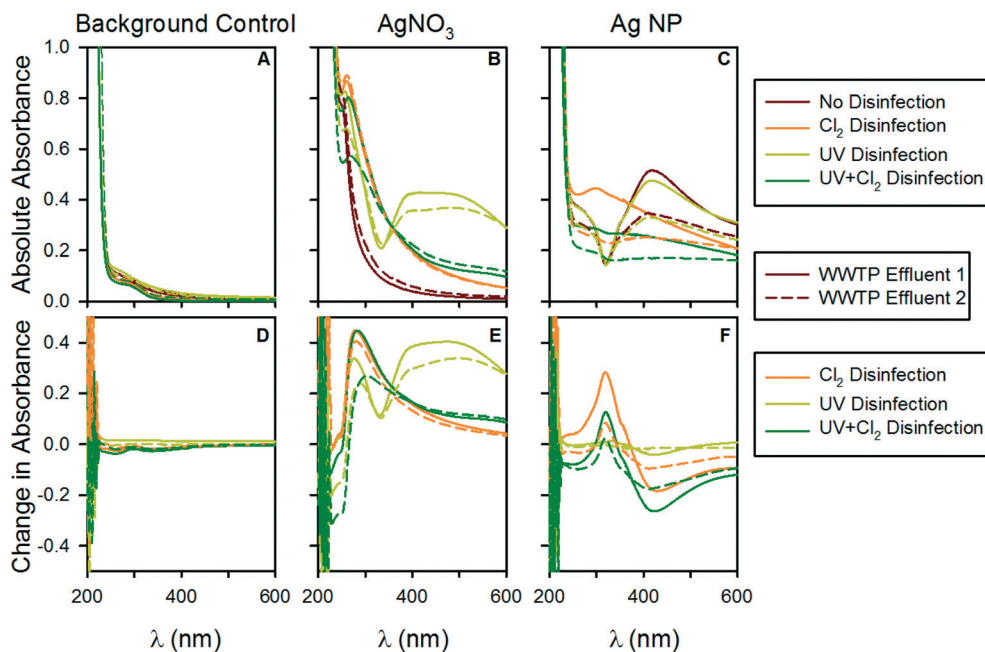 Background Control
AgNO₃
Ag NP
Absolute Absorbance
1.0
0.8
0.6
0.4
0.2
0.0
A
B
C
No Disinfection
Cl₂ Disinfection
UV Disinfection
UV+Cl₂ Disinfection
WWTP Effluent 1
WWTP Effluent 2
Change in Absorbance
0.4
0.2
0.0
-0.2
-0.4
D
E
F
Cl₂ Disinfection
UV Disinfection
UV+Cl₂ Disinfection
200 400 600
200 400 600
200 400 600
λ (nm)
λ (nm)
λ (nm)